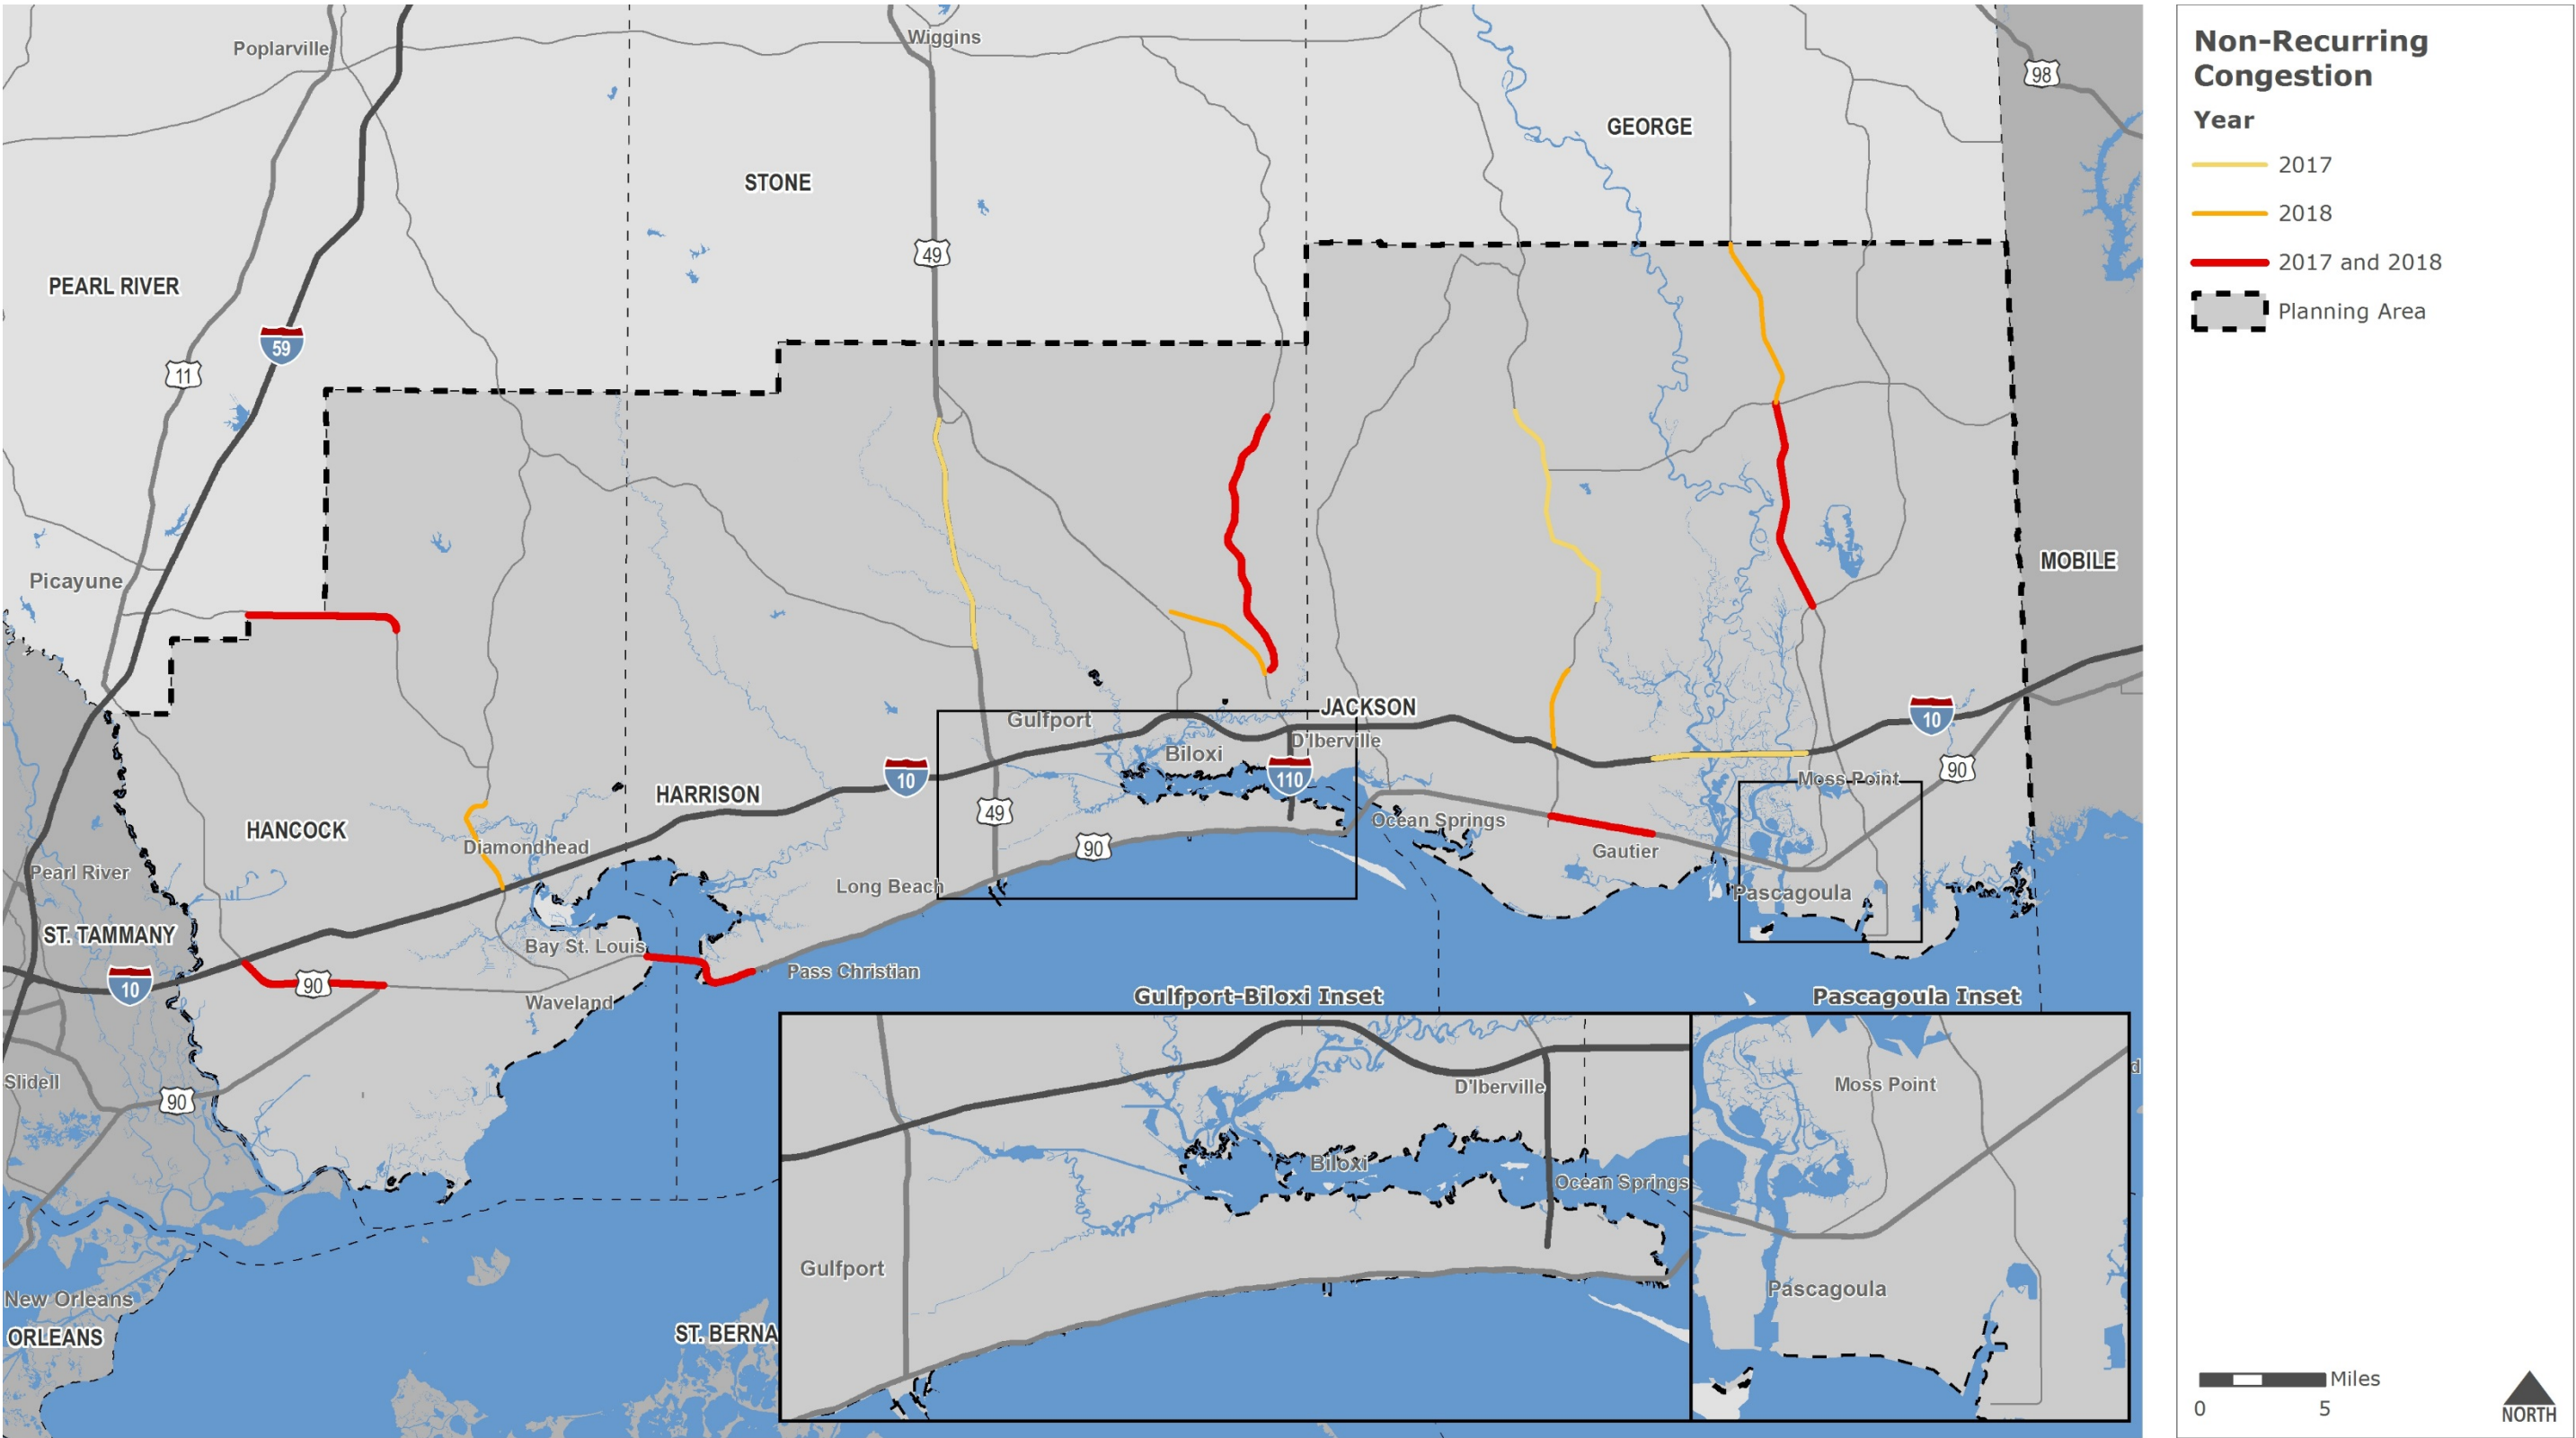 Poplarville
Wiggins
98
GEORGE
STONE
49
PEARL RIVER
59
11
Picayune
MOBILE
JACKSON
Gulfport
10
D'Iberville
Biloxi
10
110
90
Moss Point
HARRISON
49
Ocean Springs
HANCOCK
Diamondhead
90
Gautier
Pearl River
Long Beach
Pascagoula
ST. TAMMANY
Bay St. Louis
Pass Christian
10
90
Waveland
Slidell
90
New Orleans
ORLEANS
ST. BERNA
Gulfport-Biloxi Inset
D'Iberville
Biloxi
Ocean Springs
Gulfport
Pascagoula Inset
Moss Point
Pascagoula
d
Non-Recurring
Congestion
Year
2017
2018
2017 and 2018
Planning Area
Miles
0 5
NORTH